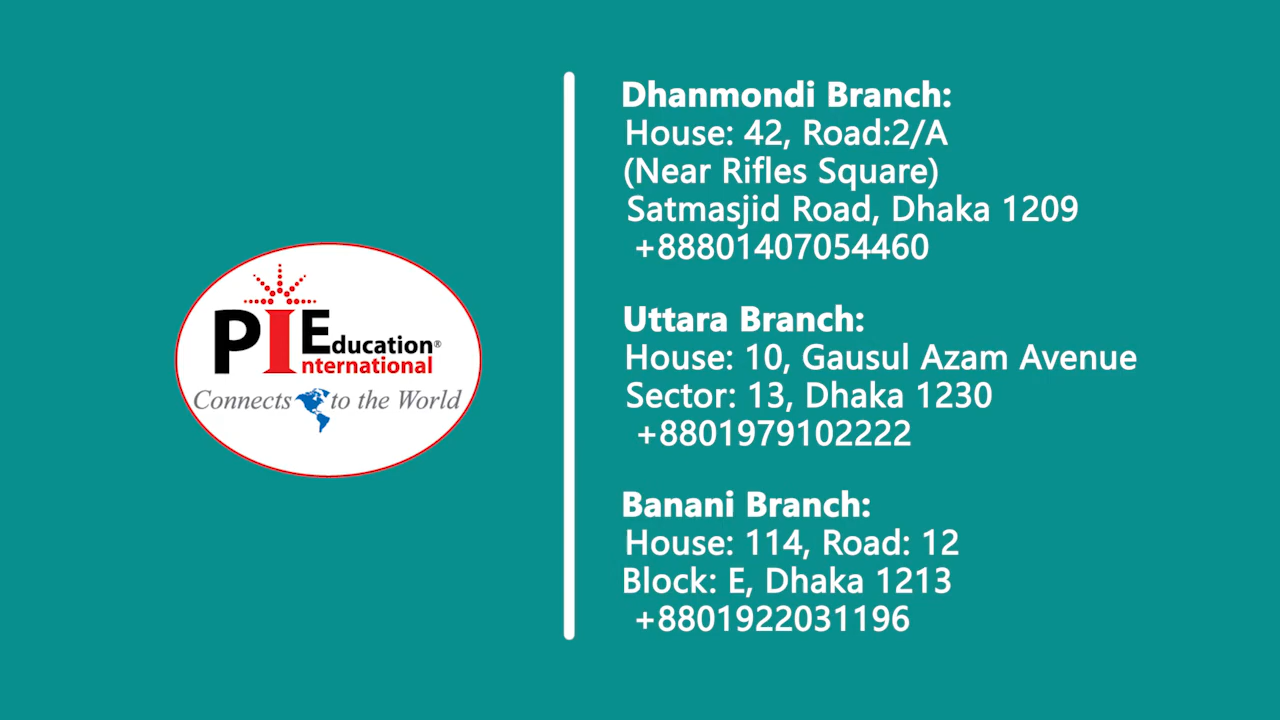 PIEducation®
International
Connects to the World
Dhanmondi Branch:
House: 42, Road:2/A
(Near Rifles Square)
Satmasjid Road, Dhaka 1209
+88801407054460
Uttara Branch:
House: 10, Gausul Azam Avenue
Sector: 13, Dhaka 1230
+8801979102222
Banani Branch:
House: 114, Road: 12
Block: E, Dhaka 1213
+8801922031196